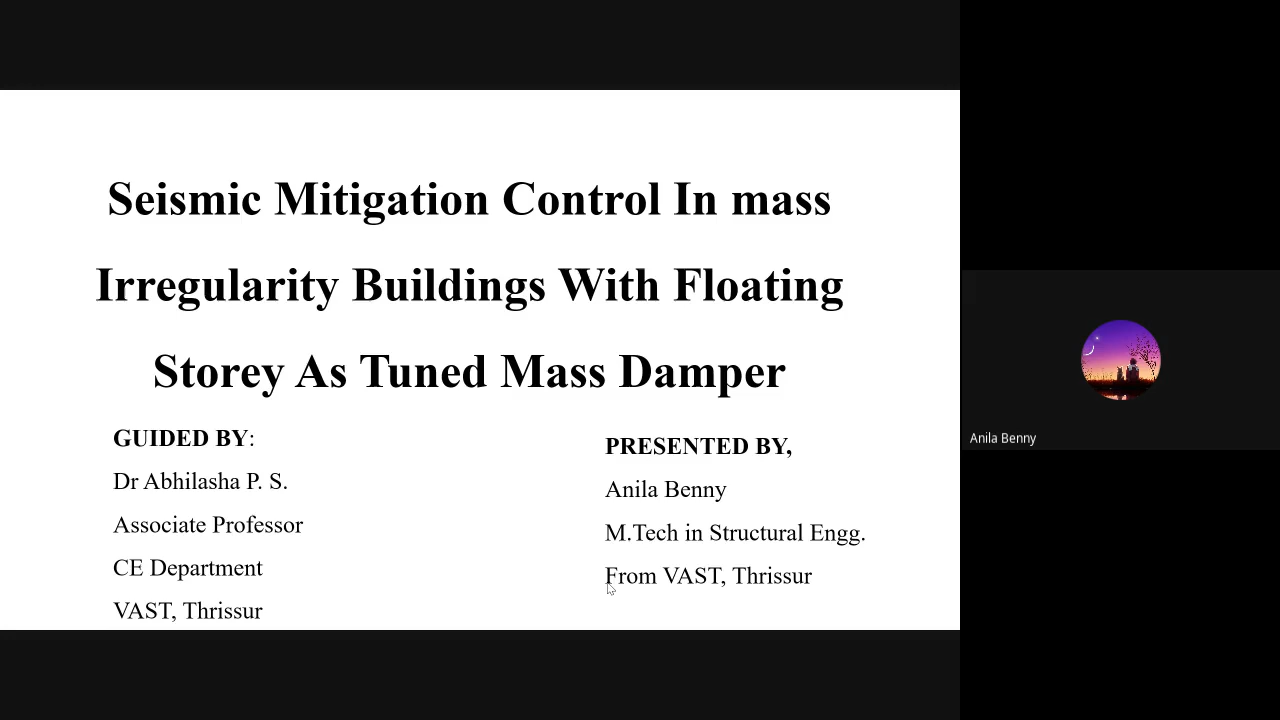 Seismic Mitigation Control In mass
Irregularity Buildings With Floating
Storey As Tuned Mass Damper
GUIDED BY:
Dr Abhilasha P. S.
Associate Professor
CE Department
VAST, Thrissur
PRESENTED BY,
Anila Benny
M.Tech in Structural Engg.
From VAST, Thrissur
Anila Benny